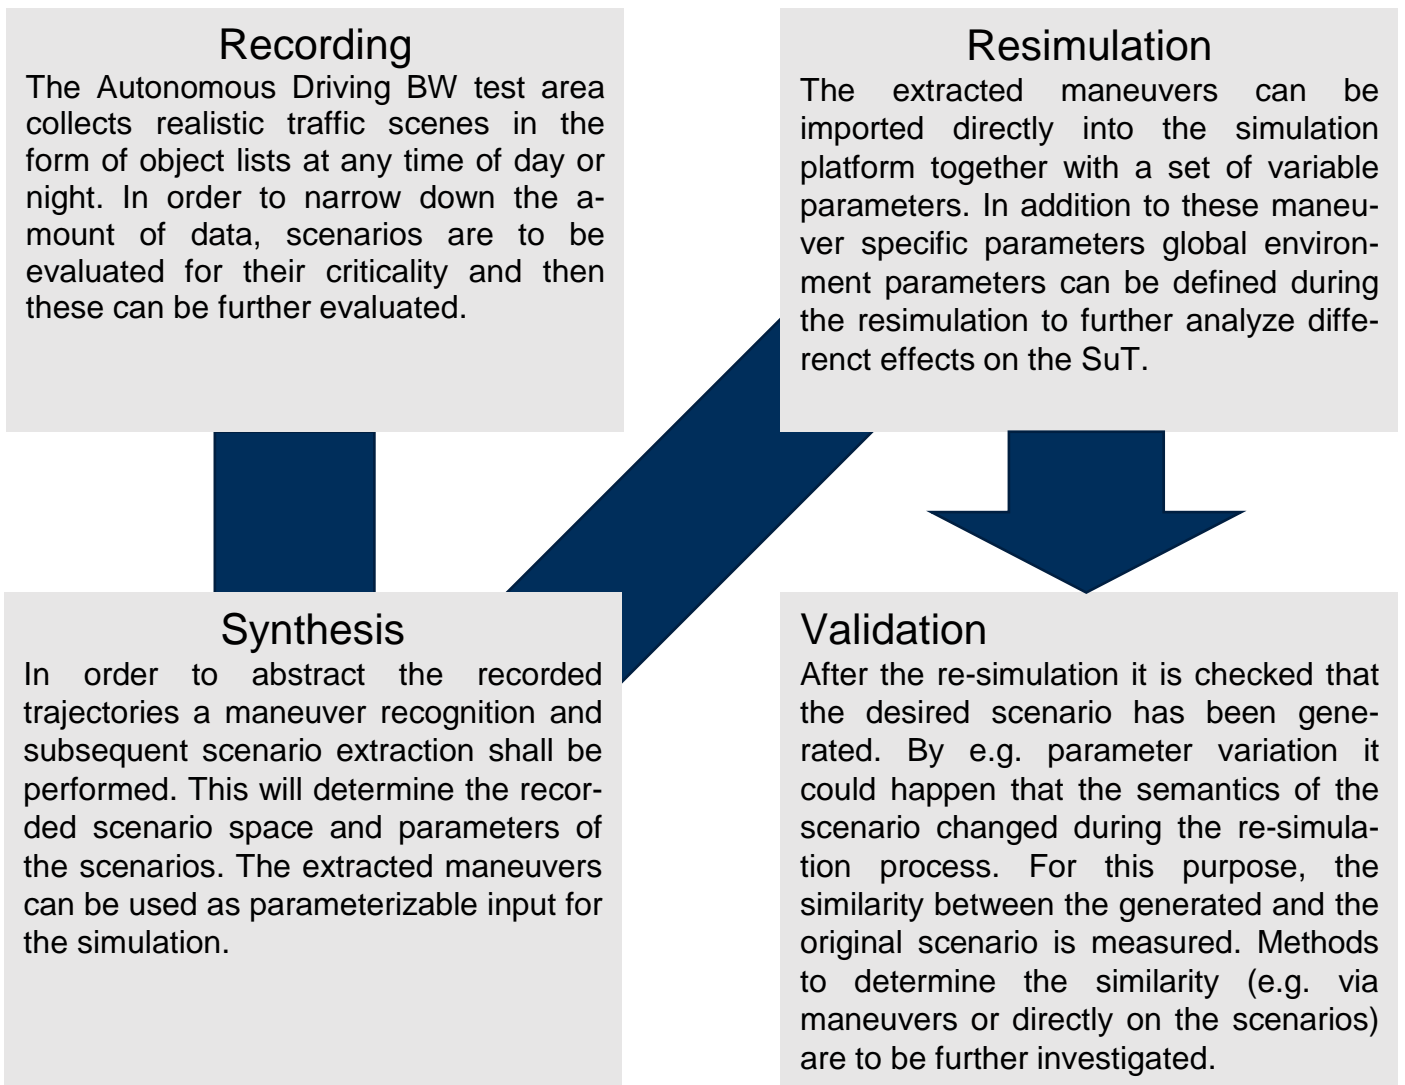 Recording
The Autonomous Driving BW test area
collects realistic traffic scenes in the
form of object lists at any time of day or
night. In order to narrow down the a-
mount of data, scenarios are to be
evaluated for their criticality and then
these can be further evaluated.
Synthesis
In order to abstract the recorded
trajectories a maneuver recognition and
subsequent scenario extraction shall be
performed. This will determine the recor-
ded scenario space and parameters of
the scenarios. The extracted maneuvers
can be used as parameterizable input for
the simulation.
Resimulation
The extracted maneuvers can be
imported directly into the simulation
platform together with a set of variable
parameters. In addition to these maneu-
ver specific parameters global environ-
ment parameters can be defined during
the resimulation to further analyze diffe-
renct effects on the SuT.
Validation
After the re-simulation it is checked that
the desired scenario has been gene-
rated. By e.g. parameter variation it
could happen that the semantics of the
scenario changed during the re-simula-
tion process. For this purpose, the
similarity between the generated and the
original scenario is measured. Methods
to determine the similarity (e.g. via
maneuvers or directly on the scenarios)
are to be further investigated.